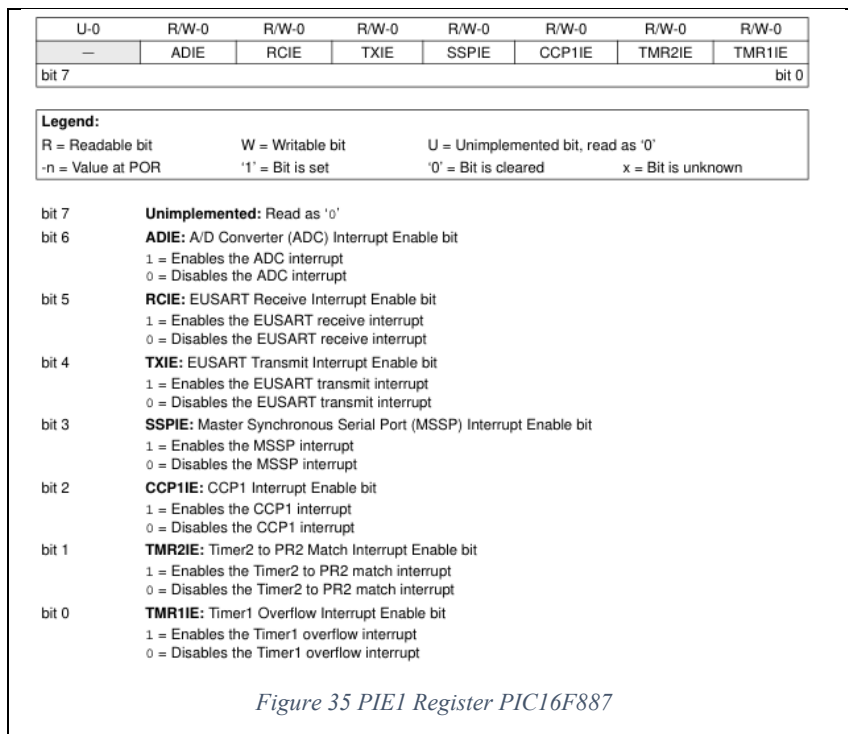 U-0 R/W-0 R/W-0 R/W-0 R/W-0 R/W-0 R/W-0 R/W-0
— ADIE RCIE TXIE SSPIE CCP1IE TMR2IE TMR1IE
bit 7 bit 0
Legend:
R = Readable bit W = Writable bit U = Unimplemented bit, read as ‘0’
-n = Value at POR ‘1’ = Bit is set ‘0’ = Bit is cleared x = Bit is unknown
bit 7 Unimplemented: Read as ‘0’
bit 6 ADIE: A/D Converter (ADC) Interrupt Enable bit
1 = Enables the ADC interrupt
0 = Disables the ADC interrupt
bit 5 RCIE: EUSART Receive Interrupt Enable bit
1 = Enables the EUSART receive interrupt
0 = Disables the EUSART receive interrupt
bit 4 TXIE: EUSART Transmit Interrupt Enable bit
1 = Enables the EUSART transmit interrupt
0 = Disables the EUSART transmit interrupt
bit 3 SSPIE: Master Synchronous Serial Port (MSSP) Interrupt Enable bit
1 = Enables the MSSP interrupt
0 = Disables the MSSP interrupt
bit 2 CCP1IE: CCP1 Interrupt Enable bit
1 = Enables the CCP1 interrupt
0 = Disables the CCP1 interrupt
bit 1 TMR2IE: Timer2 to PR2 Match Interrupt Enable bit
1 = Enables the Timer2 to PR2 match interrupt
0 = Disables the Timer2 to PR2 match interrupt
bit 0 TMR1IE: Timer1 Overflow Interrupt Enable bit
1 = Enables the Timer1 overflow interrupt
0 = Disables the Timer1 overflow interrupt
Figure 35 PIE1 Register PIC16F887